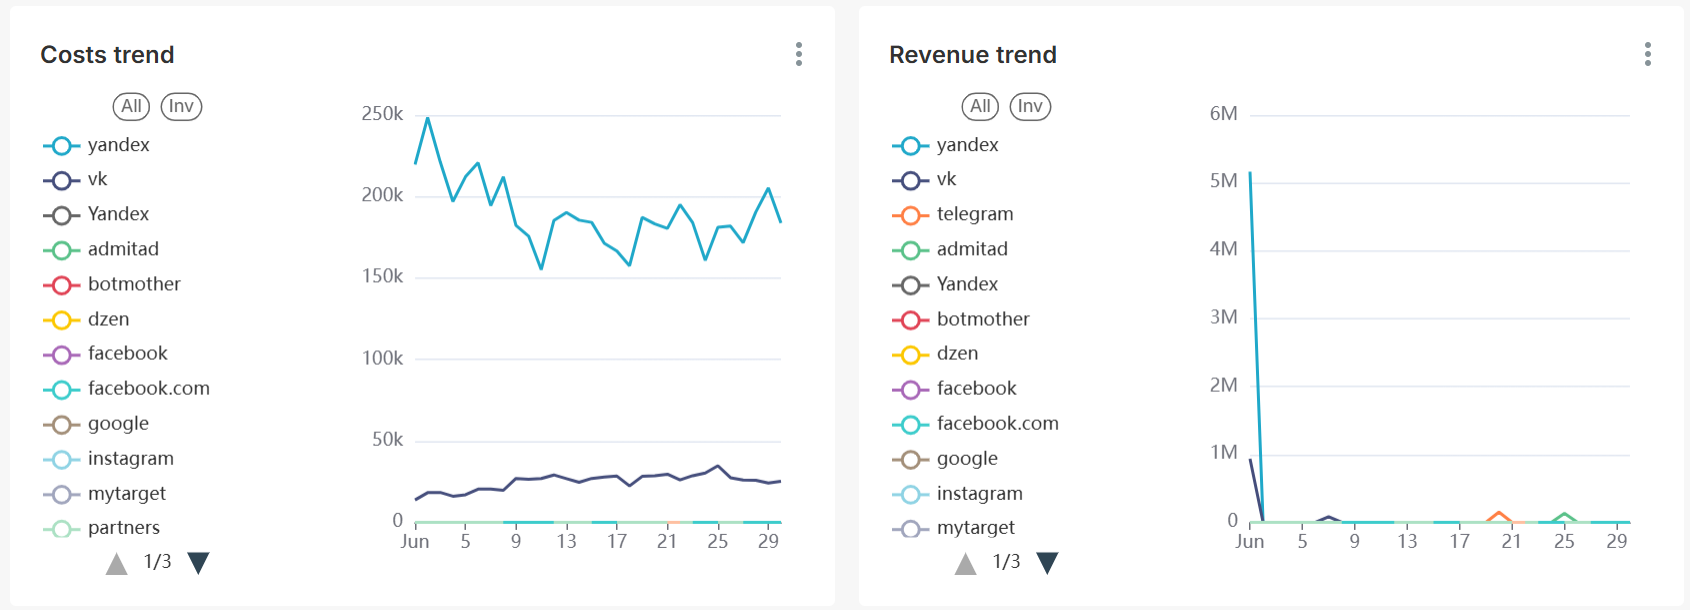 Costs trend
All Inv
yandex
vk
Yandex
admitad
botmother
dzen
facebook
facebook.com
google
instagram
mytarget
partners
1/3
250k
200k
150k
100k
50k
0
Jun 5 9 13 17 21 25 29
Revenue trend
All Inv
yandex
vk
telegram
admitad
Yandex
botmother
dzen
facebook
facebook.com
google
instagram
mytarget
1/3
6M
5M
4M
3M
2M
1M
0
Jun 5 9 13 17 21 25 29